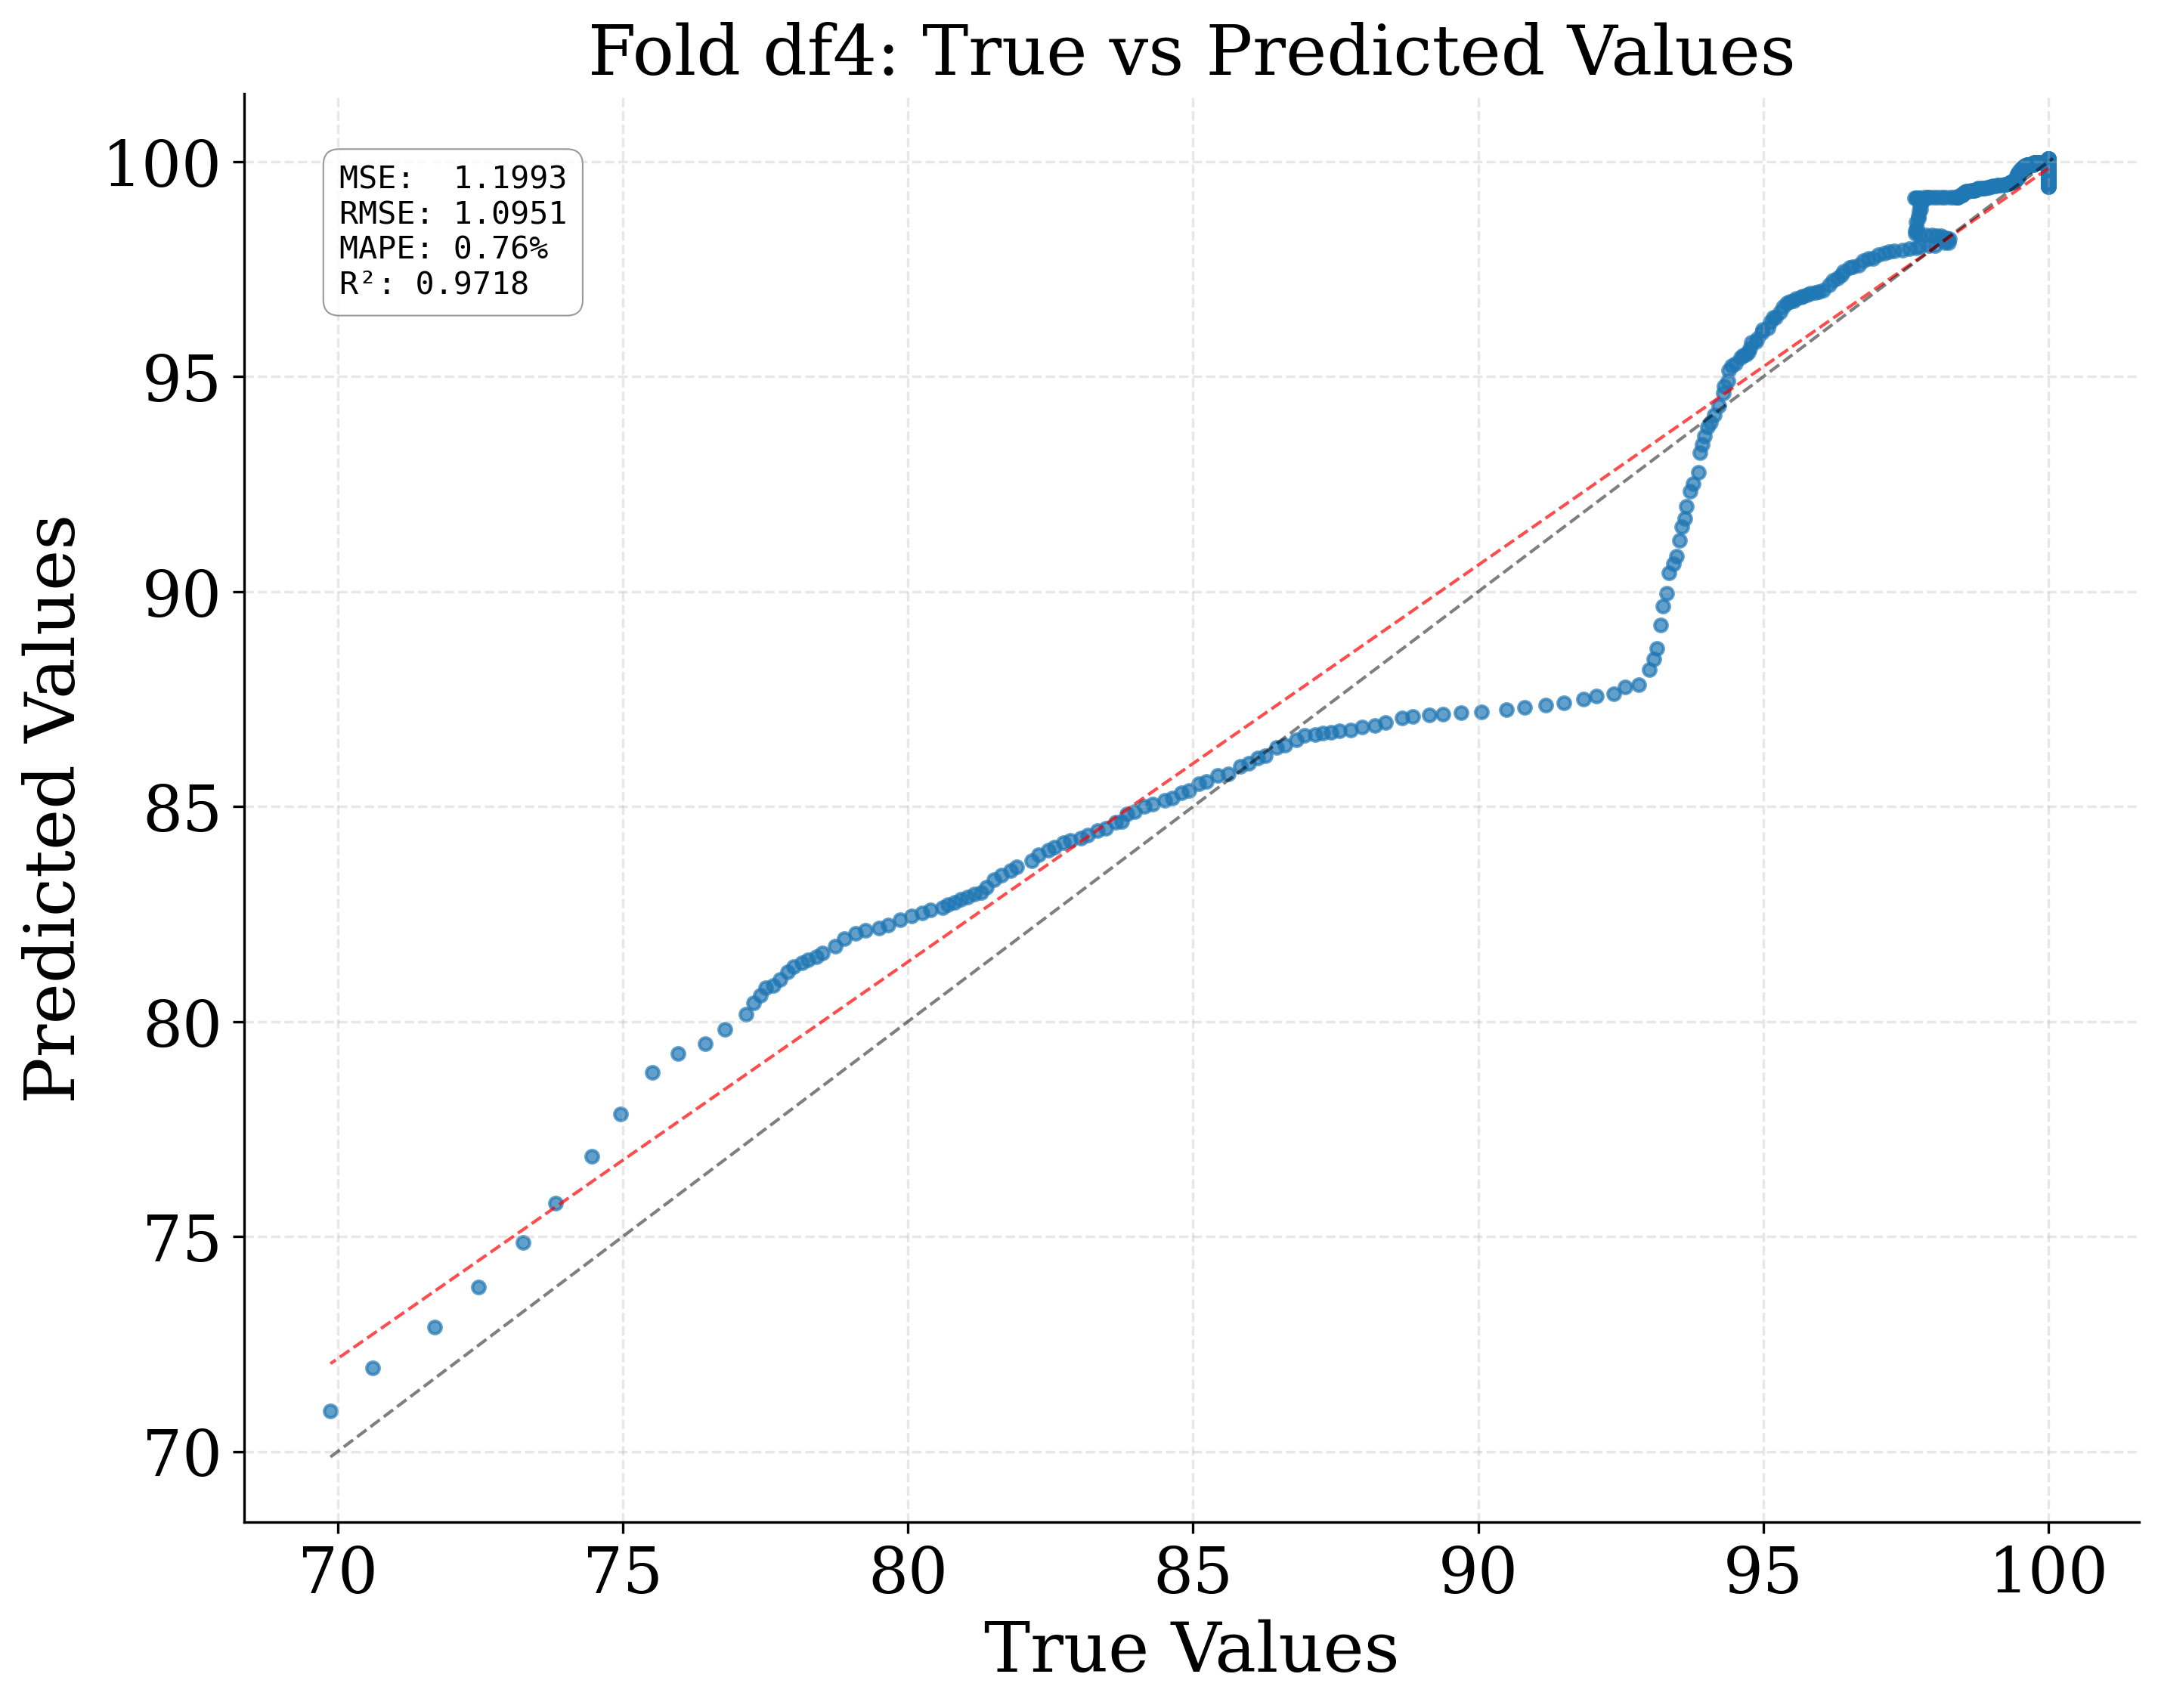 Fold df4: True vs Predicted Values
MSE:  1.1993
RMSE: 1.0951
MAPE: 0.76%
R²: 0.9718
Predicted Values
100
95
90
85
80
75
70
70 75 80 85 90 95 100
True Values